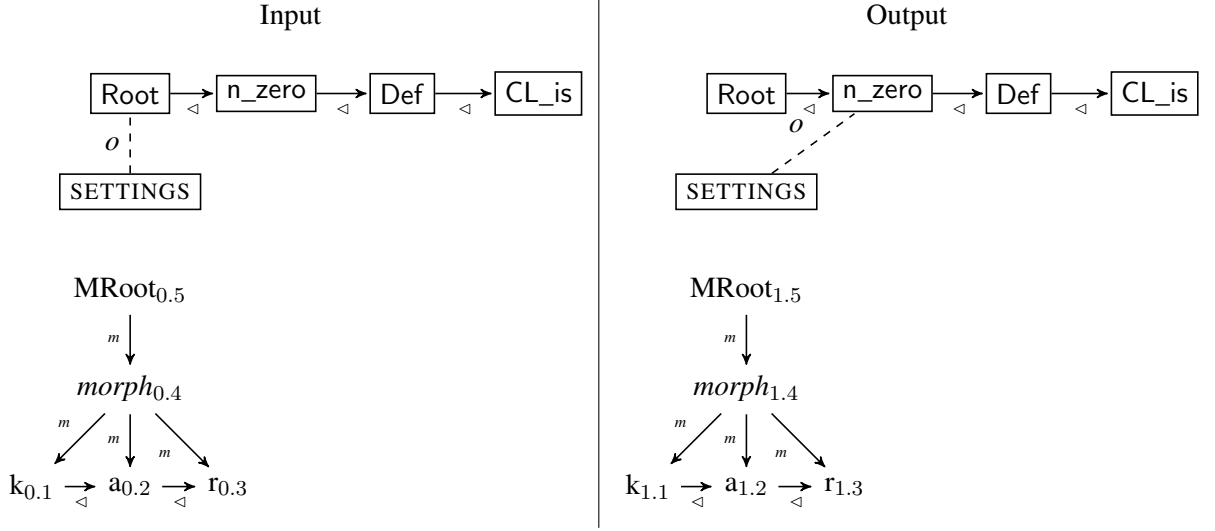 Input Output
Root n_zero Def CL_is Root n_zero Def CL_is
◁ ◁ ◁ ◁ ◁ ◁
o o
SETTINGS SETTINGS
MRoot0.5 MRoot1.5
m m
morph0.4 morph1.4
m m m m m m
k0.1 a0.2 r0.3 k1.1 a1.2 r1.3
◁ ◁ ◁ ◁